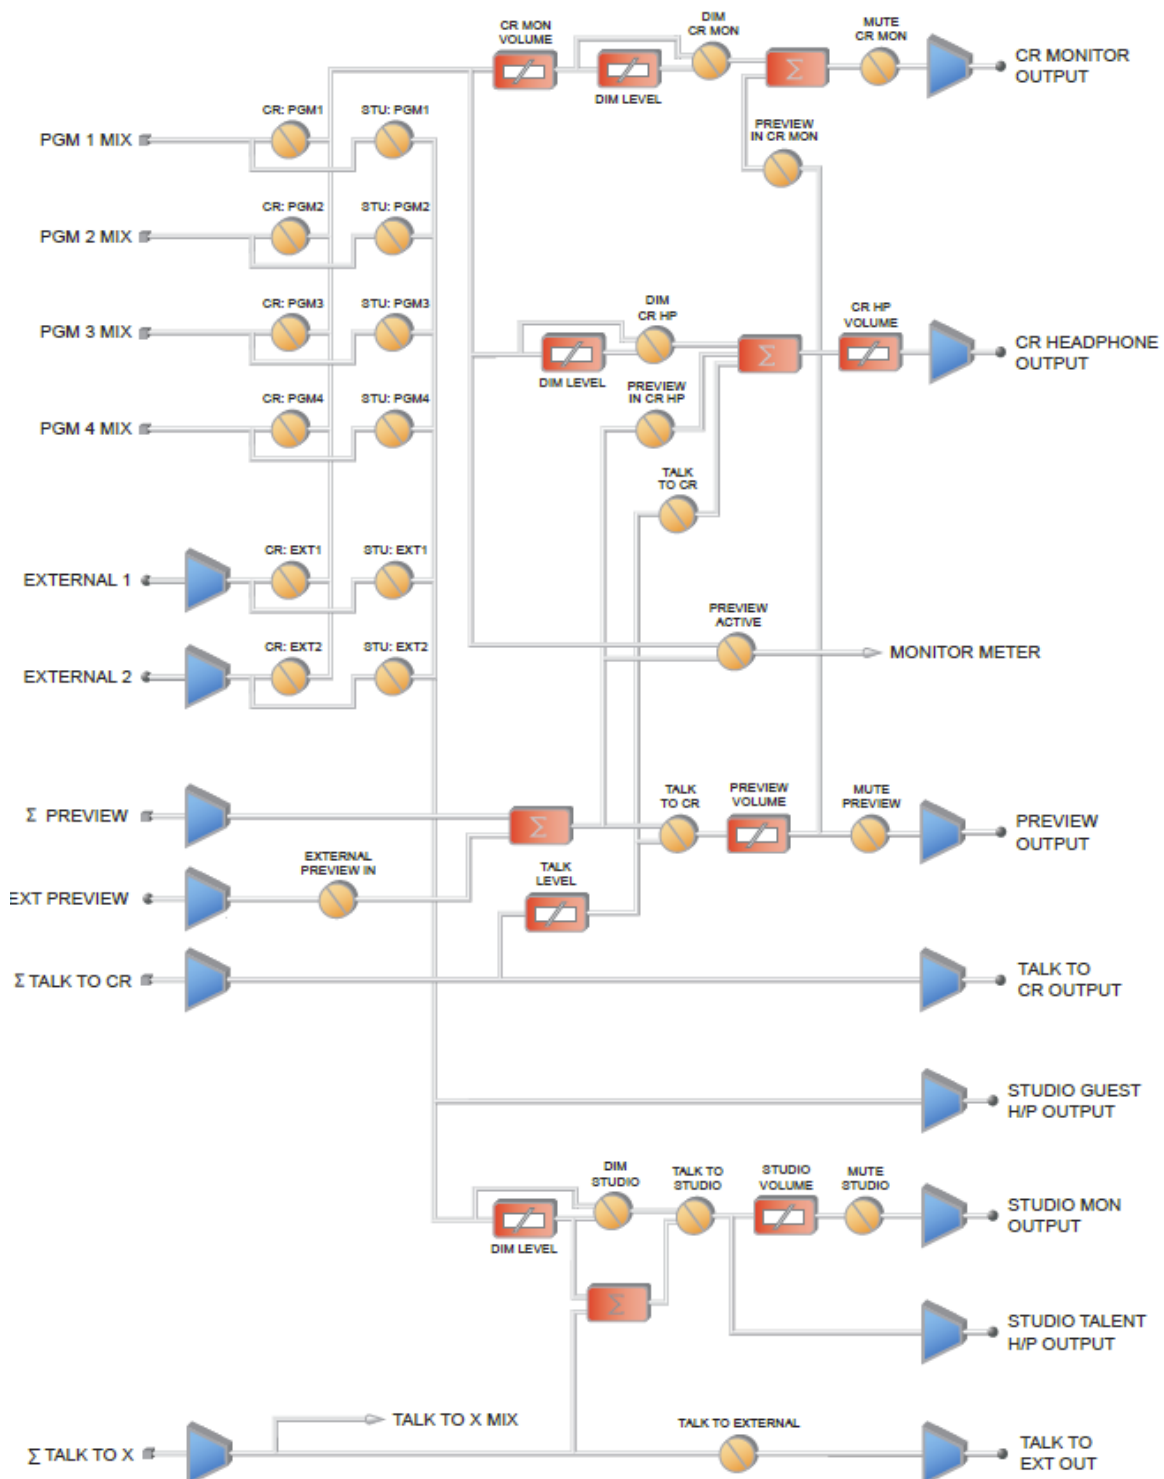 CR MON
VOLUME
DIM
CR MON
MUTE
CR MON
CR MONITOR
OUTPUT
DIM LEVEL
PREVIEW
IN CR MON
PGM 1 MIX
CR: PGM1
STU: PGM1
PGM 2 MIX
CR: PGM2
STU: PGM2
PGM 3 MIX
CR: PGM3
STU: PGM3
DIM
CR HP
CR HP
VOLUME
CR HEADPHONE
OUTPUT
Σ
Σ
DIM LEVEL
PREVIEW
IN CR HP
PGM 4 MIX
CR: PGM4
STU: PGM4
TALK
TO CR
EXTERNAL 1
CR: EXT1
STU: EXT1
PREVIEW
ACTIVE
MONITOR METER
EXTERNAL 2
CR: EXT2
STU: EXT2
Σ PREVIEW
Σ
TALK
TO CR
PREVIEW
VOLUME
MUTE
PREVIEW
PREVIEW
OUTPUT
EXTERNAL
PREVIEW IN
TALK
LEVEL
EXT PREVIEW
Σ TALK TO CR
TALK TO
CR OUTPUT
STUDIO GUEST
H/P OUTPUT
DIM
STUDIO
TALK TO
STUDIO
STUDIO
VOLUME
MUTE
STUDIO
STUDIO MON
OUTPUT
DIM LEVEL
Σ
STUDIO TALENT
H/P OUTPUT
TALK TO X MIX
TALK TO EXTERNAL
Σ TALK TO X
TALK TO
EXT OUT